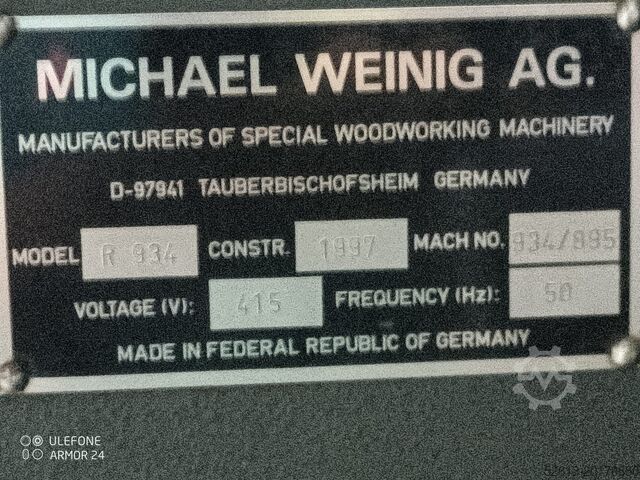 MICHAEL WEINIG AG.
MANUFACTURERS OF SPECIAL WOODWORKING MACHINERY
D-97941 TAUBERBISCHOFSHEIM GERMANY
MODEL R 934 CONSTR. 1997 MACH NO. 934/895
VOLTAGE (V): 415 FREQUENCY (Hz): 50
MADE IN FEDERAL REPUBLIC OF GERMANY
ULEFONE
ARMOR 24